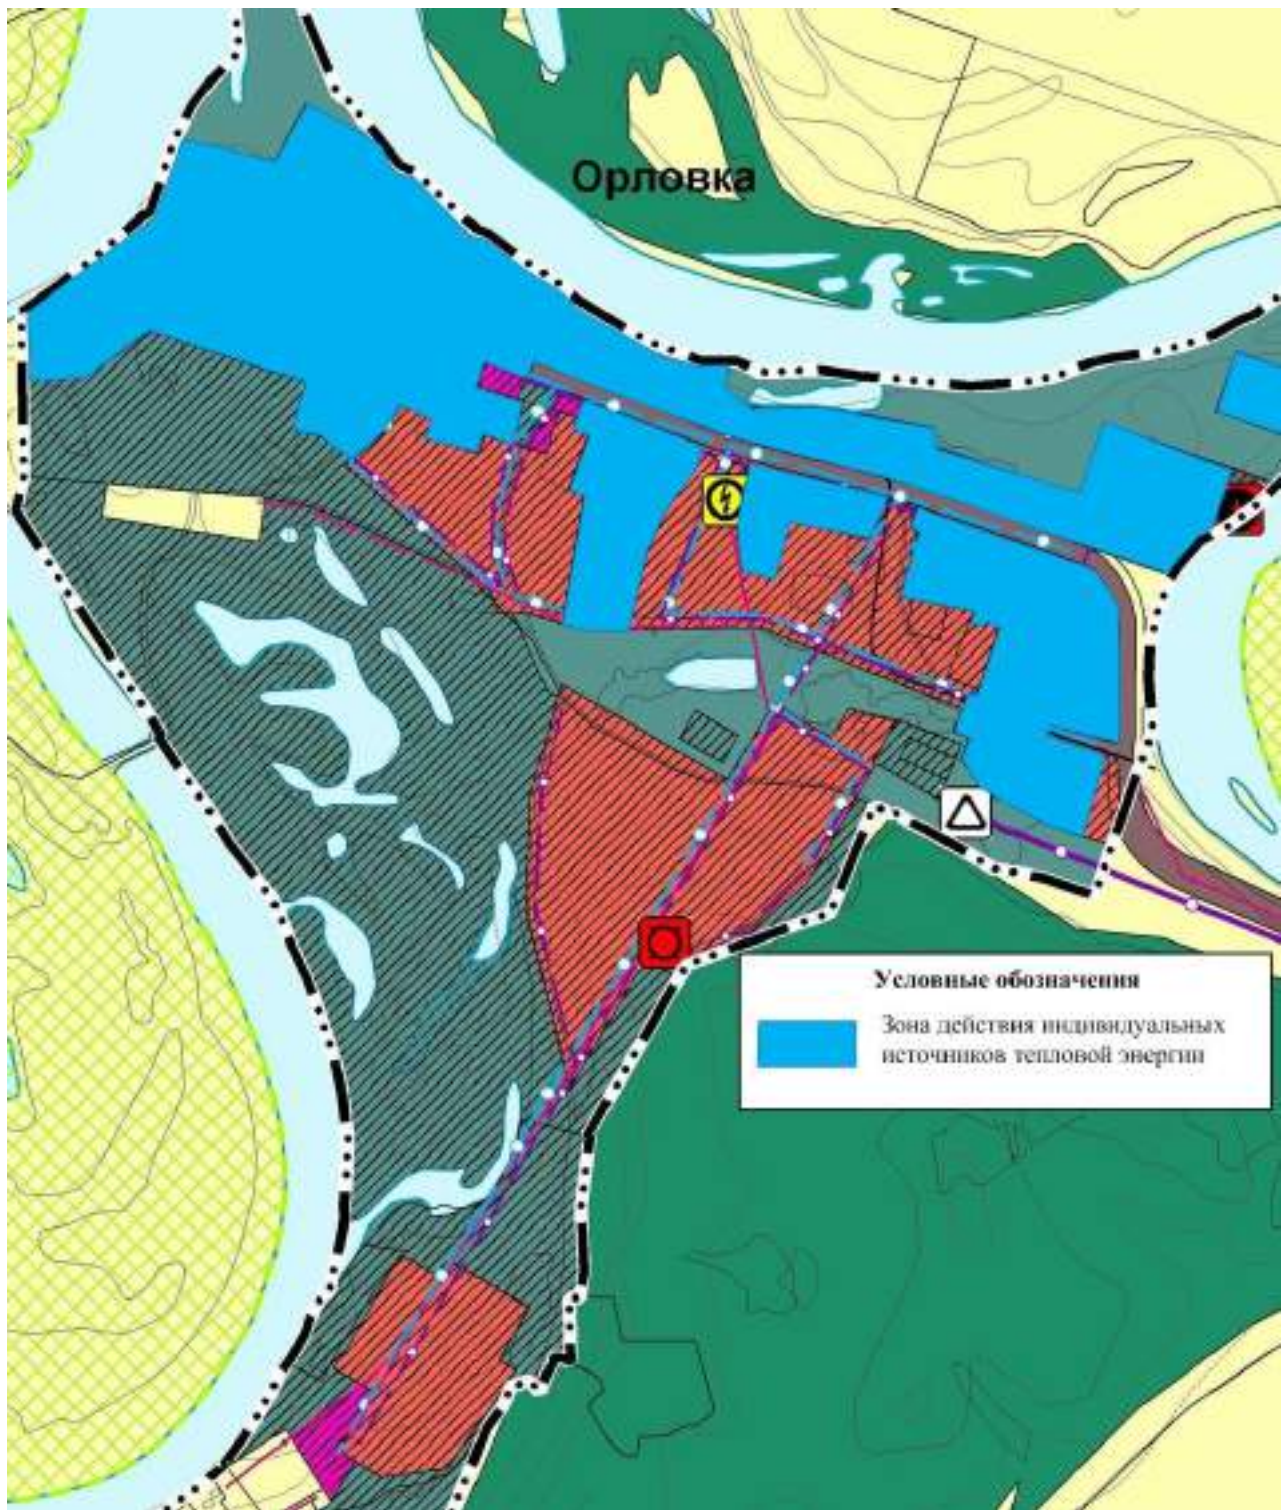 Орловка
Условные обозначения
Зона действия индивидуальных
источников тепловой энергии